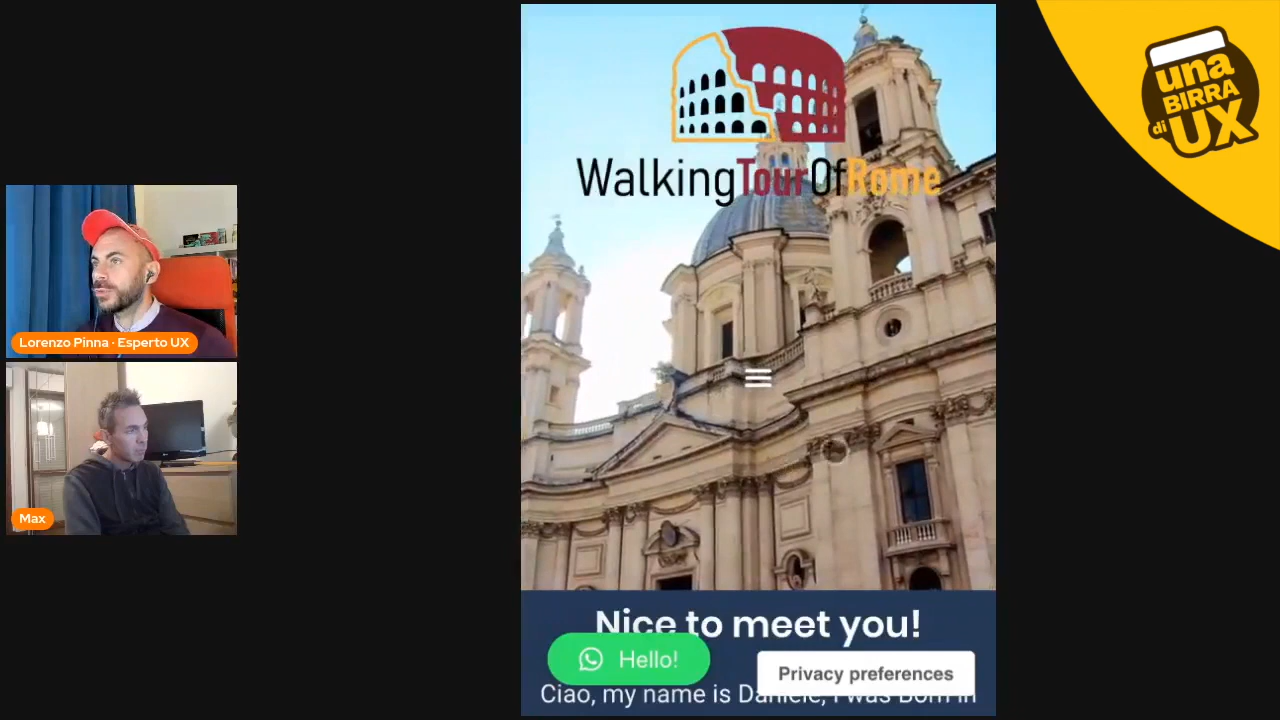 WalkingTourOfRome
una
BIRRA
di UX
Lorenzo Pinna - Esperto UX
Max
Nice to meet you!
Hello!
Privacy preferences
Ciao, my name is Daniele, I was Born in